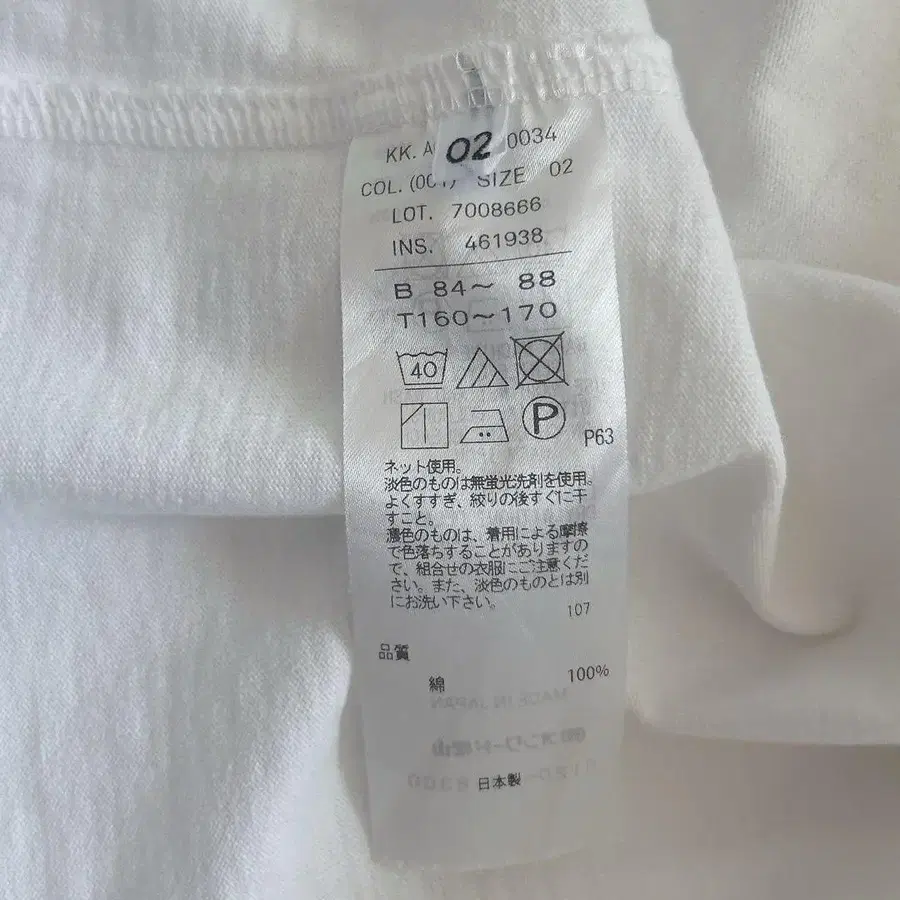 KK. A 02 0034
COL. (001) SIZE 02
LOT. 7008666
INS. 461938
B 84～ 88
T160～170
40
P
P63
ネット使用。
淡色のものは無蛍光洗剤を使用。
よくすすぎ、絞りの後すぐに干
すこと。
濃色のものは、着用による摩擦
で色落ちすることがありますの
で、組合せの衣服にご注意くだ
さい。また、淡色のものとは別
にお洗い下さい。
107
品質
綿 100%
MADE IN JAPAN
日本製